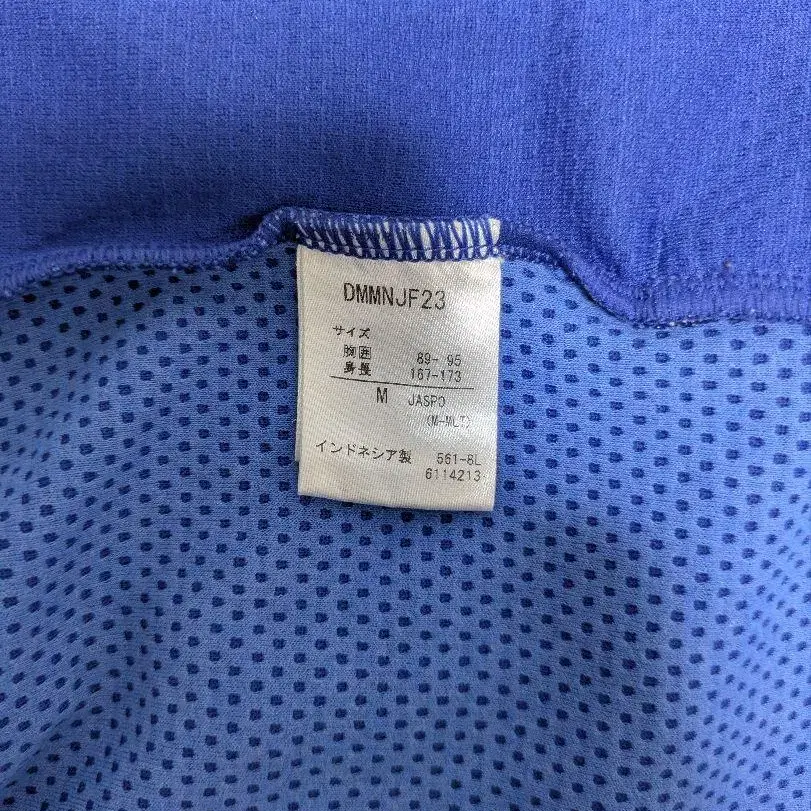 DMMNJF23
サイズ
胸囲 89-95
身長 167-173
M JASPO
(M-MLT)
インドネシア製 561-8L
6114213